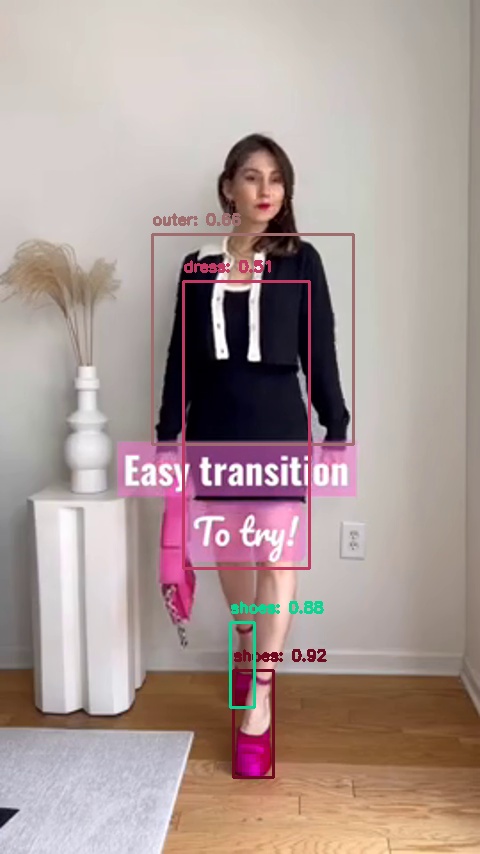 outer: 0.66
dress: 0.51
Easy transition
To try!
shoes: 0.88
shoes: 0.92